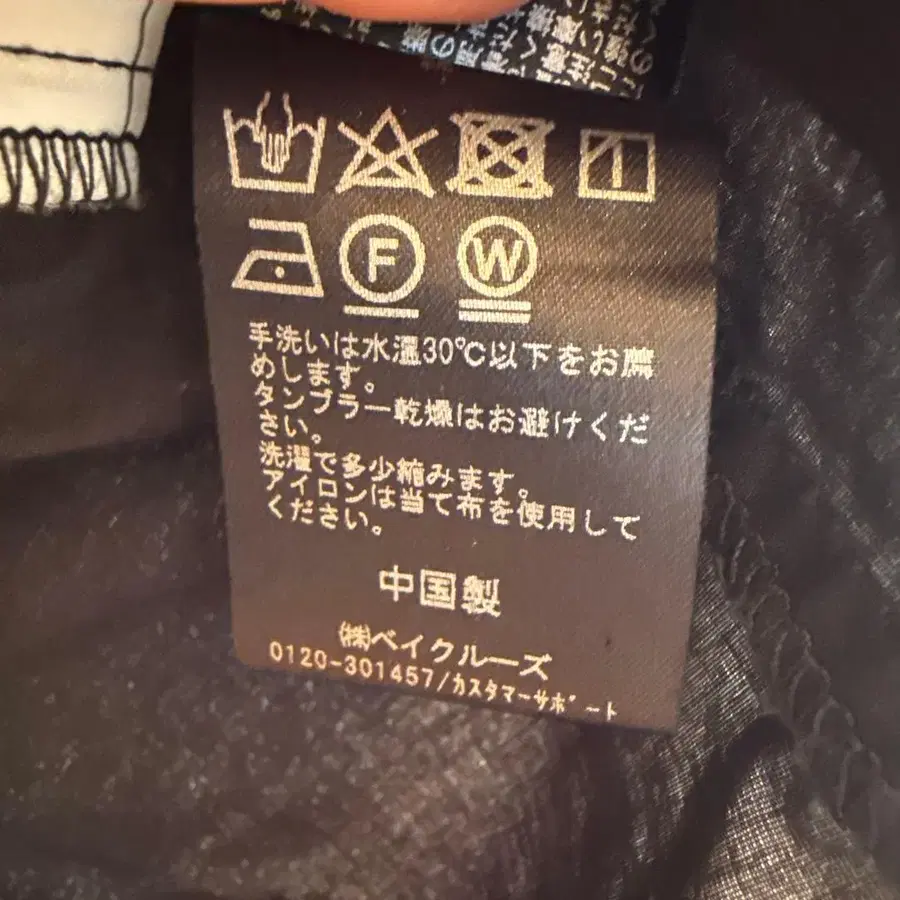 F W
手洗いは水温30℃以下をお薦
めします。
タンブラー乾燥はお避けくだ
さい。
洗濯で多少縮みます。
アイロンは当て布を使用して
ください。
中国製
㈱ベイクルーズ
0120-301457/カスタマーサポート